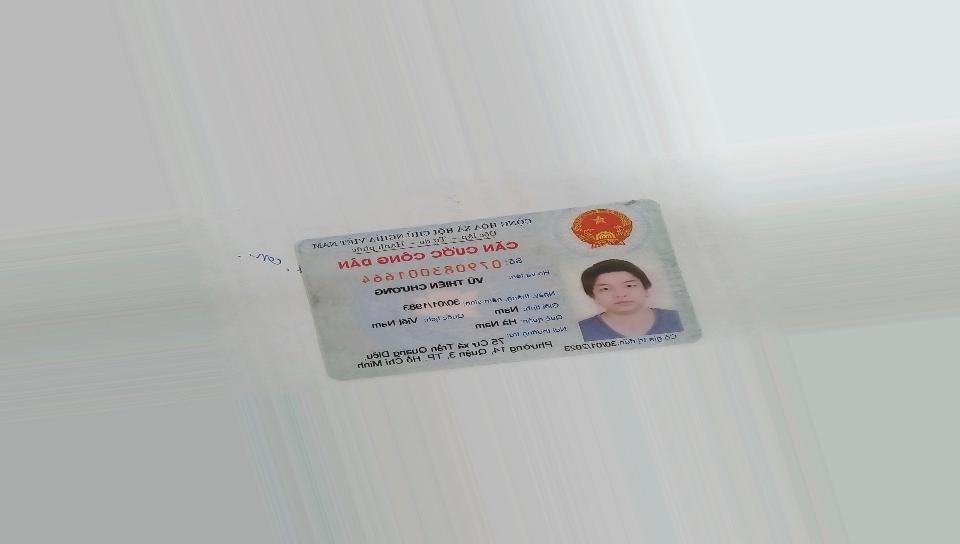 CỘNG HÒA XÃ HỘI CHỦ NGHĨA VIỆT NAM
Độc lập - Tự do - Hạnh phúc
CĂN CƯỚC CÔNG DÂN
Số: 079083001664
Họ và tên:
VŨ THIÊN CHƯƠNG
Ngày, tháng, năm sinh: 30/01/1983
Giới tính: Nam Quốc tịch: Việt Nam
Quê quán: Hà Nam
Nơi thường trú:
75 Cư xá Trần Quang Diệu,
Phường 14, Quận 3, TP. Hồ Chí Minh
Có giá trị đến: 30/01/2023